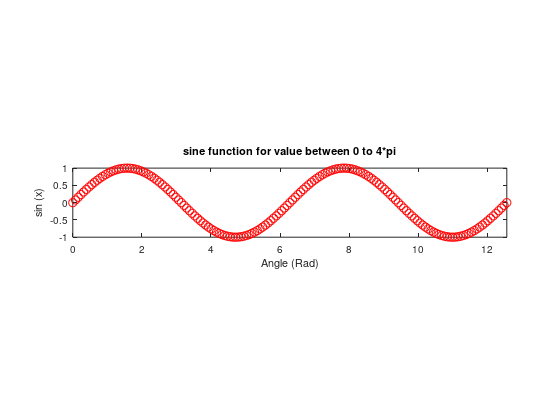 sine function for value between 0 to 4*pi
1
0.5
0
-0.5
-1
sin (x)
0 2 4 6 8 10 12
Angle (Rad)